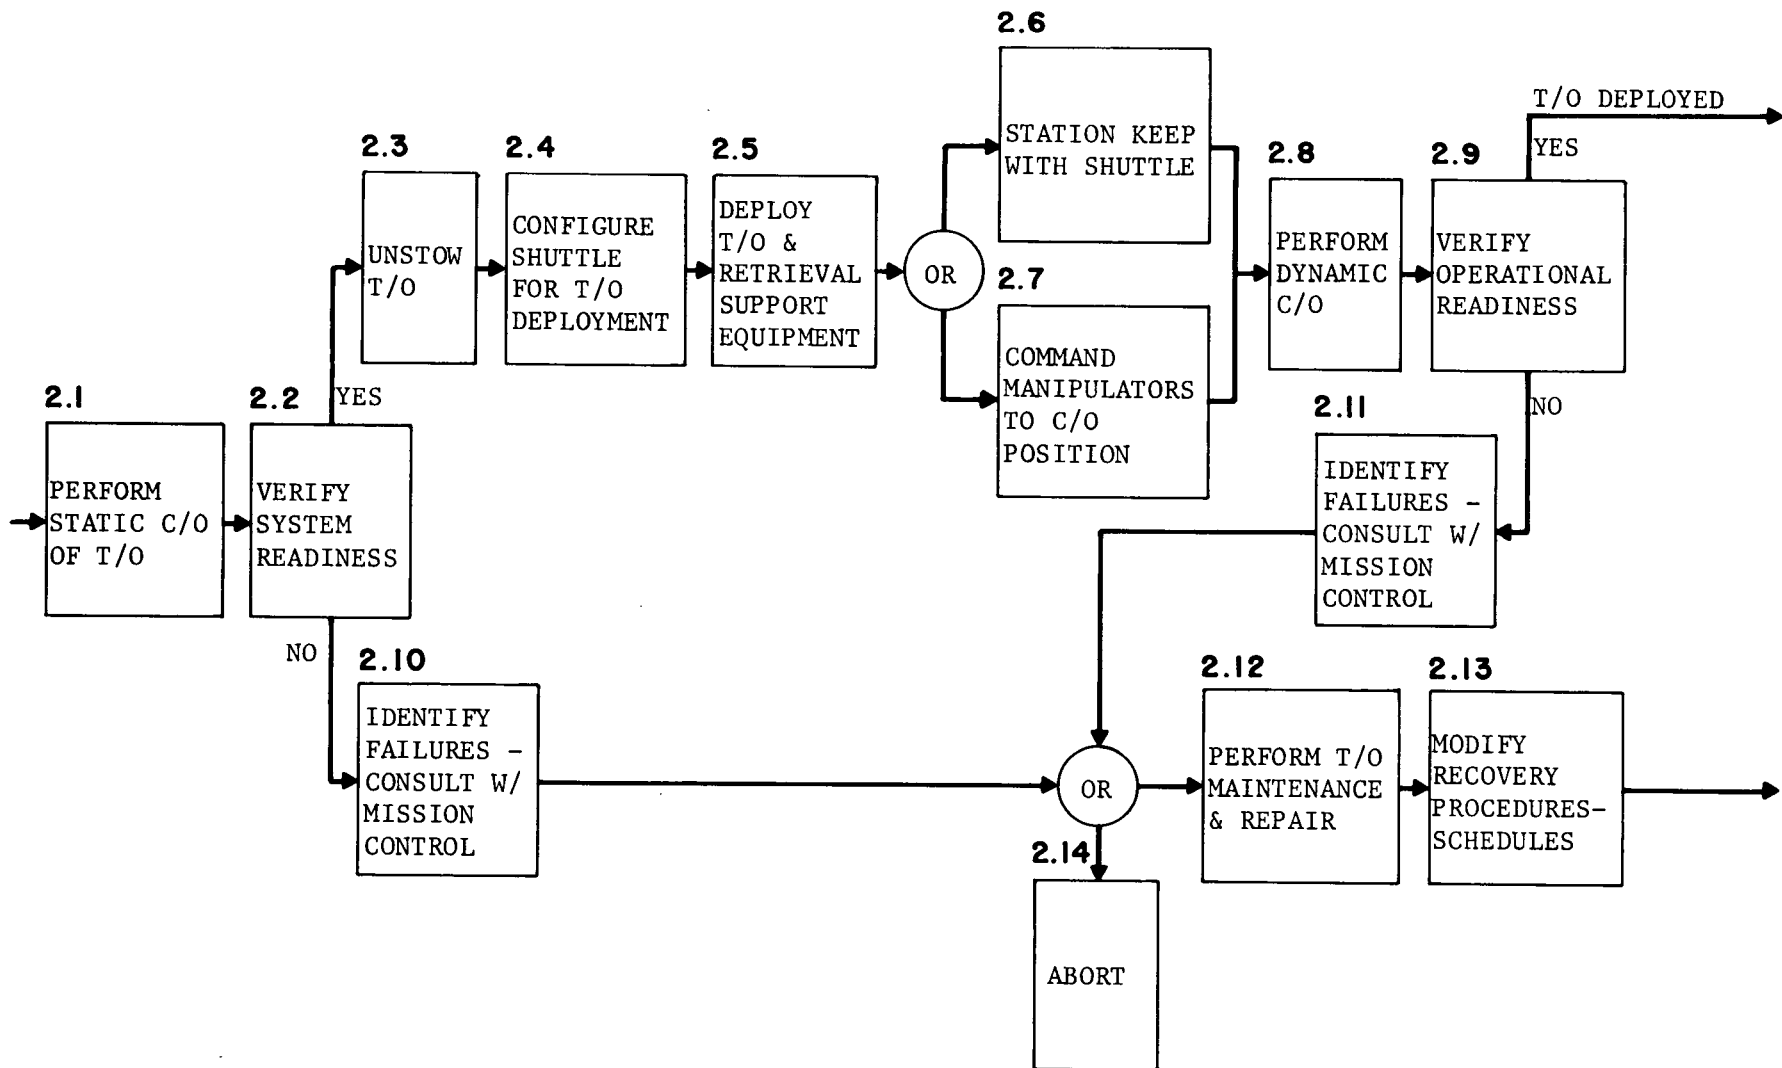 2.6
STATION KEEP
WITH SHUTTLE
T/O DEPLOYED
YES
2.3
UNSTOW
T/O
2.4
CONFIGURE
SHUTTLE
FOR T/O
DEPLOYMENT
2.5
DEPLOY
T/O &
RETRIEVAL
SUPPORT
EQUIPMENT
OR
2.7
COMMAND
MANIPULATORS
TO C/O
POSITION
2.8
PERFORM
DYNAMIC
C/O
2.9
VERIFY
OPERATIONAL
READINESS
NO
2.1
PERFORM
STATIC C/O
OF T/O
2.2
VERIFY
SYSTEM
READINESS
YES
NO
2.11
IDENTIFY
FAILURES –
CONSULT W/
MISSION
CONTROL
2.10
IDENTIFY
FAILURES –
CONSULT W/
MISSION
CONTROL
OR
2.12
PERFORM T/O
MAINTENANCE
& REPAIR
2.13
MODIFY
RECOVERY
PROCEDURES–
SCHEDULES
2.14
ABORT